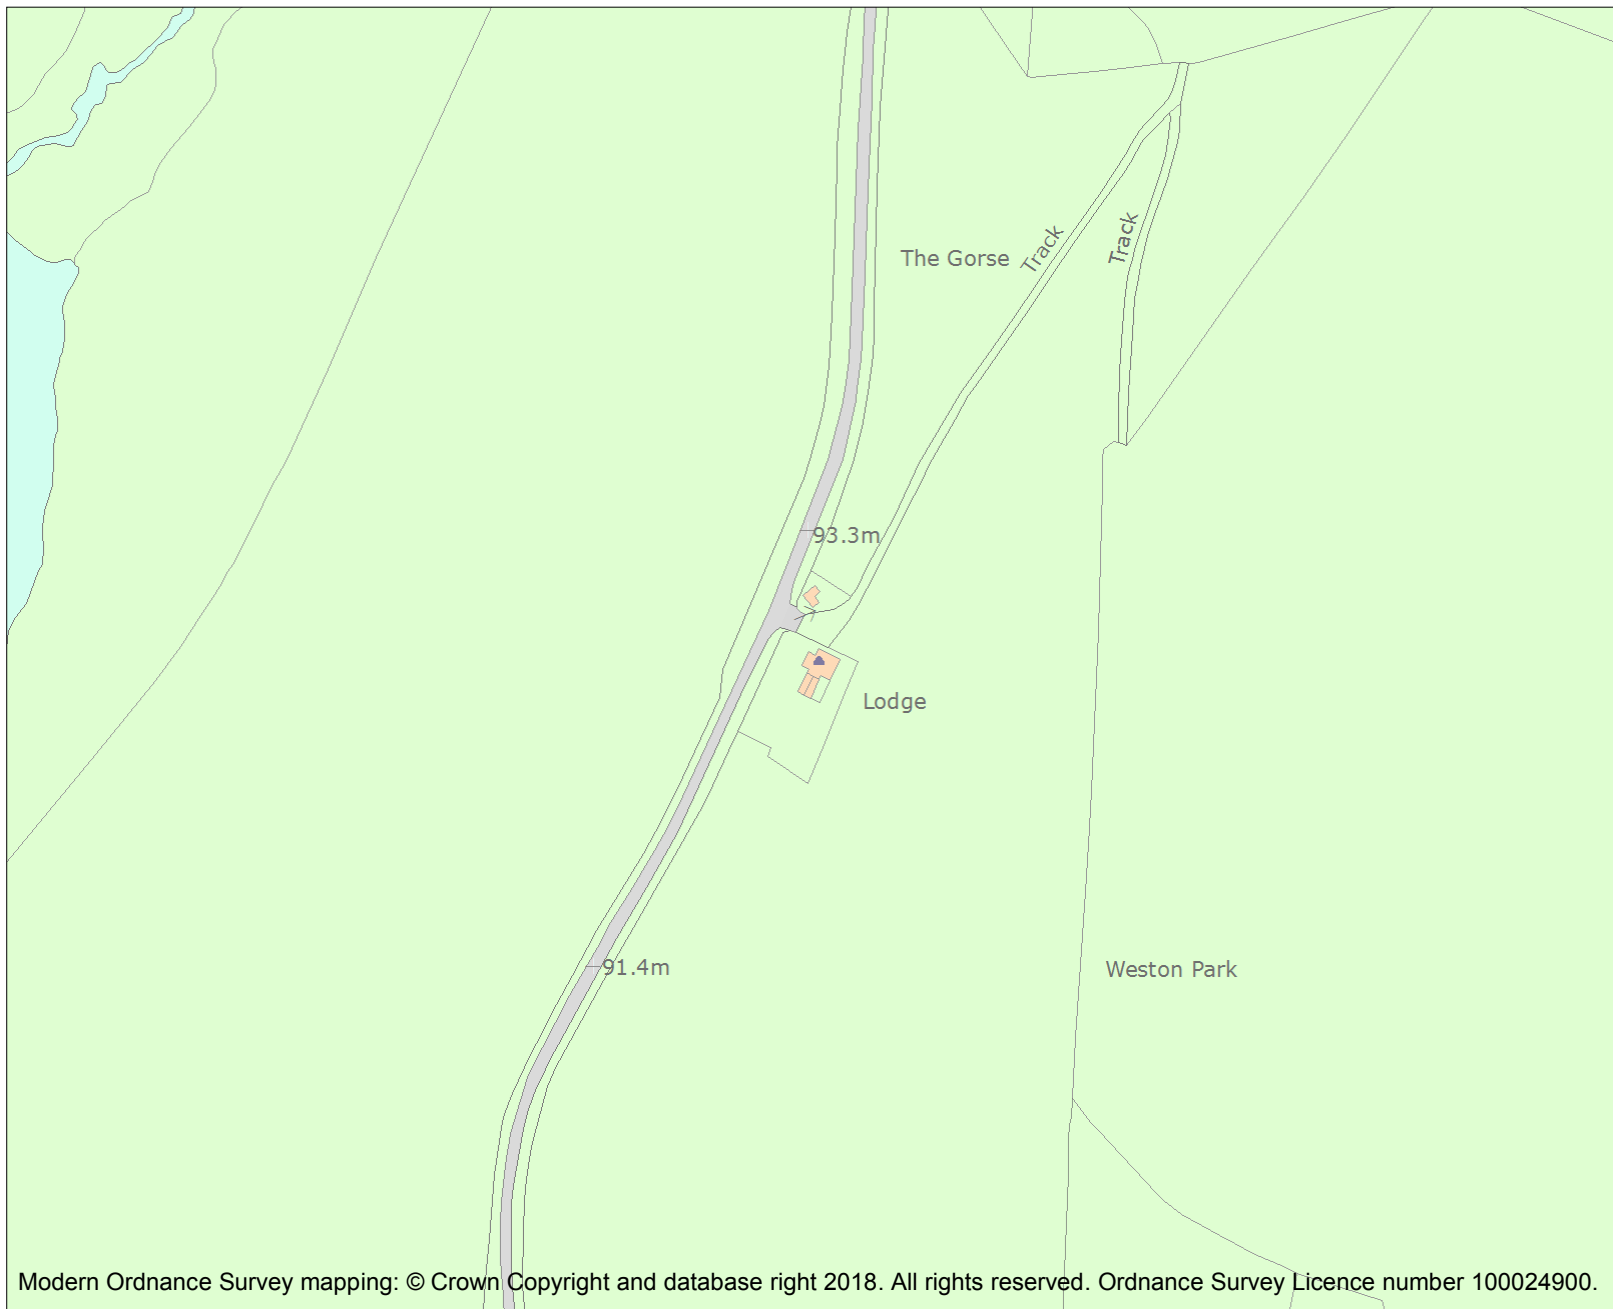 The Gorse
Track
Track
93.3m
Lodge
91.4m
Weston Park
Modern Ordnance Survey mapping: © Crown Copyright and database right 2018. All rights reserved. Ordnance Survey Licence number 100024900.